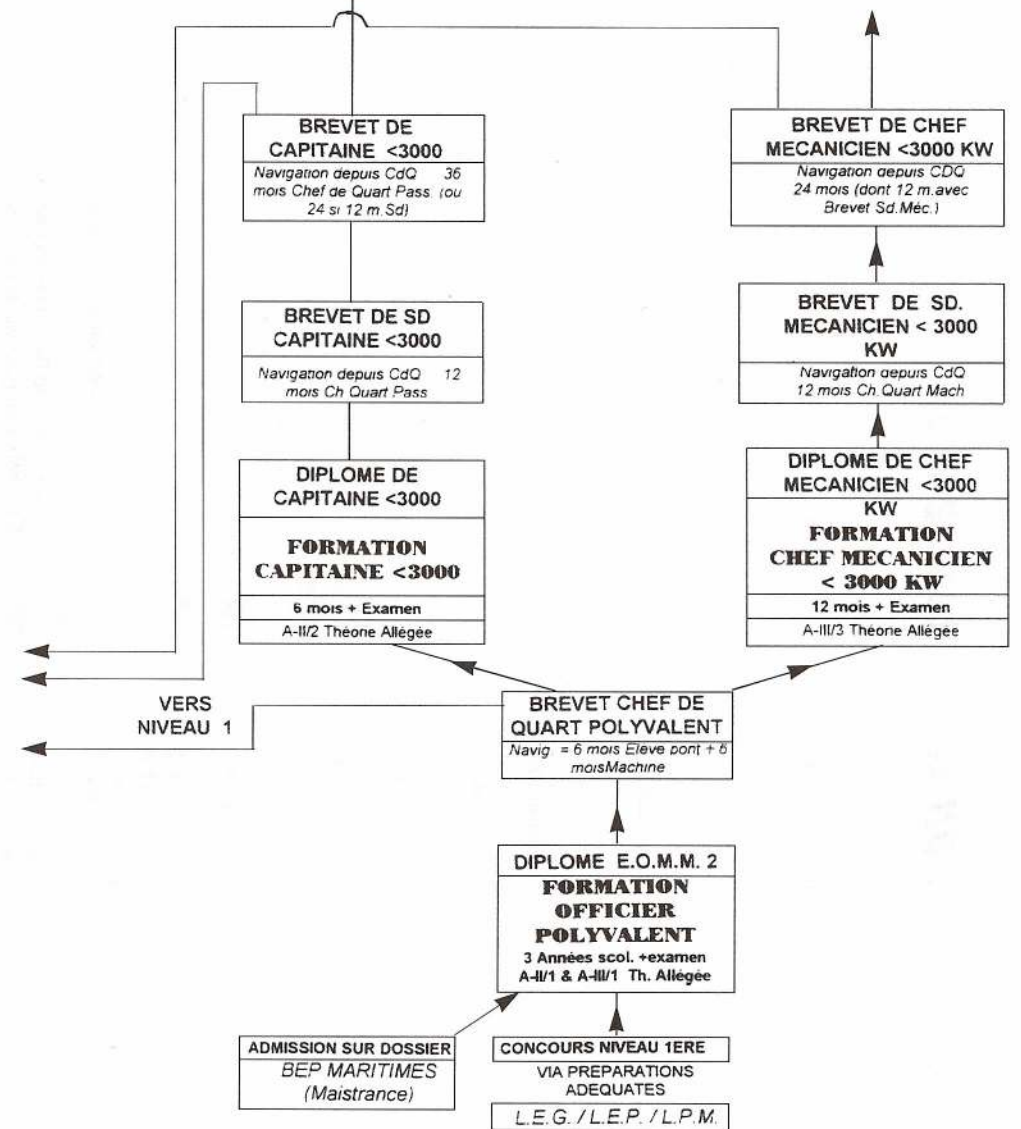 BREVET DE
CAPITAINE <3000
Navigation depuis CdQ 36
mois Chef de Quart Pass. (ou
24 si 12 m.Sd)
BREVET DE CHEF
MECANICIEN <3000 KW
Navigation depuis CDQ
24 mois (dont 12 m.avec
Brevet Sd.Méc.)
BREVET DE SD
CAPITAINE <3000
Navigation depuis CdQ 12
mois Ch Quart Pass
BREVET DE SD.
MECANICIEN < 3000
KW
Navigation depuis CdQ
12 mois Ch.Quart Mach
DIPLOME DE
CAPITAINE <3000
FORMATION
CAPITAINE <3000
6 mois + Examen
A-II/2 Théorie Allégée
DIPLOME DE CHEF
MECANICIEN <3000
KW
FORMATION
CHEF MECANICIEN
< 3000 KW
12 mois + Examen
A-III/3 Théorie Allégée
VERS
NIVEAU 1
BREVET CHEF DE
QUART POLYVALENT
Navig. = 6 mois Elève pont + 6
moisMachine
DIPLOME E.O.M.M. 2
FORMATION
OFFICIER
POLYVALENT
3 Années scol. +examen
A-II/1 & A-III/1 Th. Allégée
ADMISSION SUR DOSSIER
BEP MARITIMES
(Maistrance)
CONCOURS NIVEAU 1ERE
VIA PREPARATIONS
ADEQUATES
L.E.G. / L.E.P. / L.P.M.